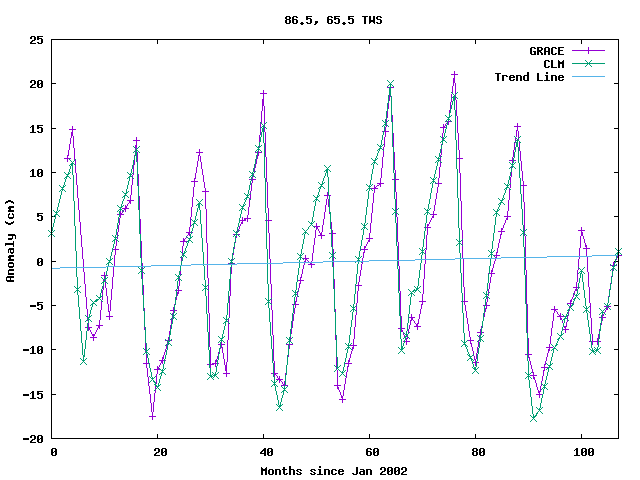 86.5, 65.5 TWS
GRACE
CLM
Trend Line
Anomaly (cm)
25
20
15
10
5
0
-5
-10
-15
-20
0 20 40 60 80 100
Months since Jan 2002